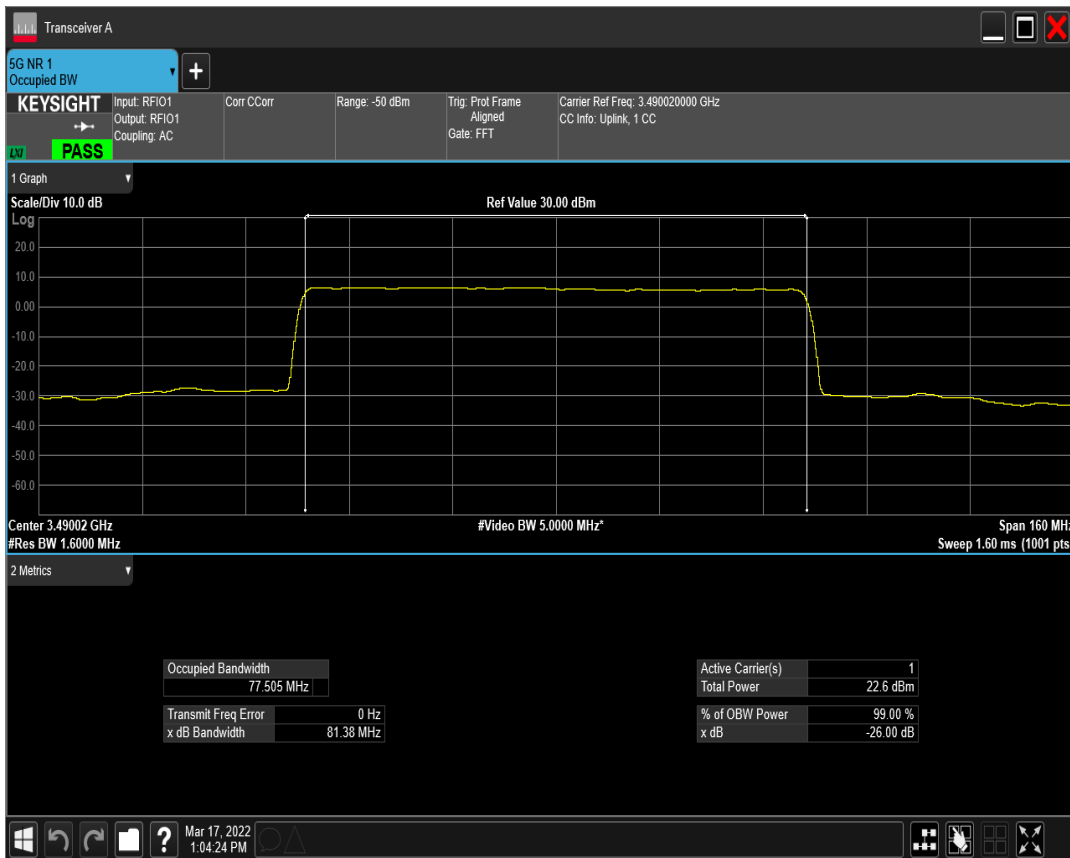 Transceiver A
5G NR 1
Occupied BW
KEYSIGHT
LXI
PASS
Input: RFIO1
Output: RFIO1
Coupling: AC
Corr CCorr
Range: -50 dBm
Trig: Prot Frame
Aligned
Gate: FFT
Carrier Ref Freq: 3.490020000 GHz
CC Info: Uplink, 1 CC
1 Graph
Scale/Div 10.0 dB
Ref Value 30.00 dBm
Log
20.0
10.0
0.00
-10.0
-20.0
-30.0
-40.0
-50.0
-60.0
Center 3.49002 GHz
#Video BW 5.0000 MHz*
Span 160 MHz
#Res BW 1.6000 MHz
Sweep 1.60 ms (1001 pts
2 Metrics
Occupied Bandwidth
77.505 MHz
Transmit Freq Error 0 Hz
x dB Bandwidth 81.38 MHz
Active Carrier(s) 1
Total Power 22.6 dBm
% of OBW Power 99.00 %
x dB -26.00 dB
?
Mar 17, 2022
1:04:24 PM